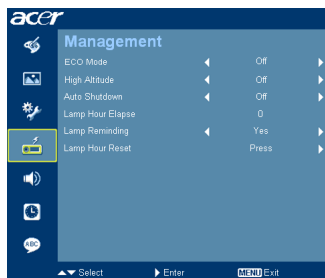 acer
Management
ECO Mode Off
High Altitude Off
Auto Shutdown Off
Lamp Hour Elapse 0
Lamp Reminding Yes
Lamp Hour Reset Press
ABC
Select Enter MENU Exit